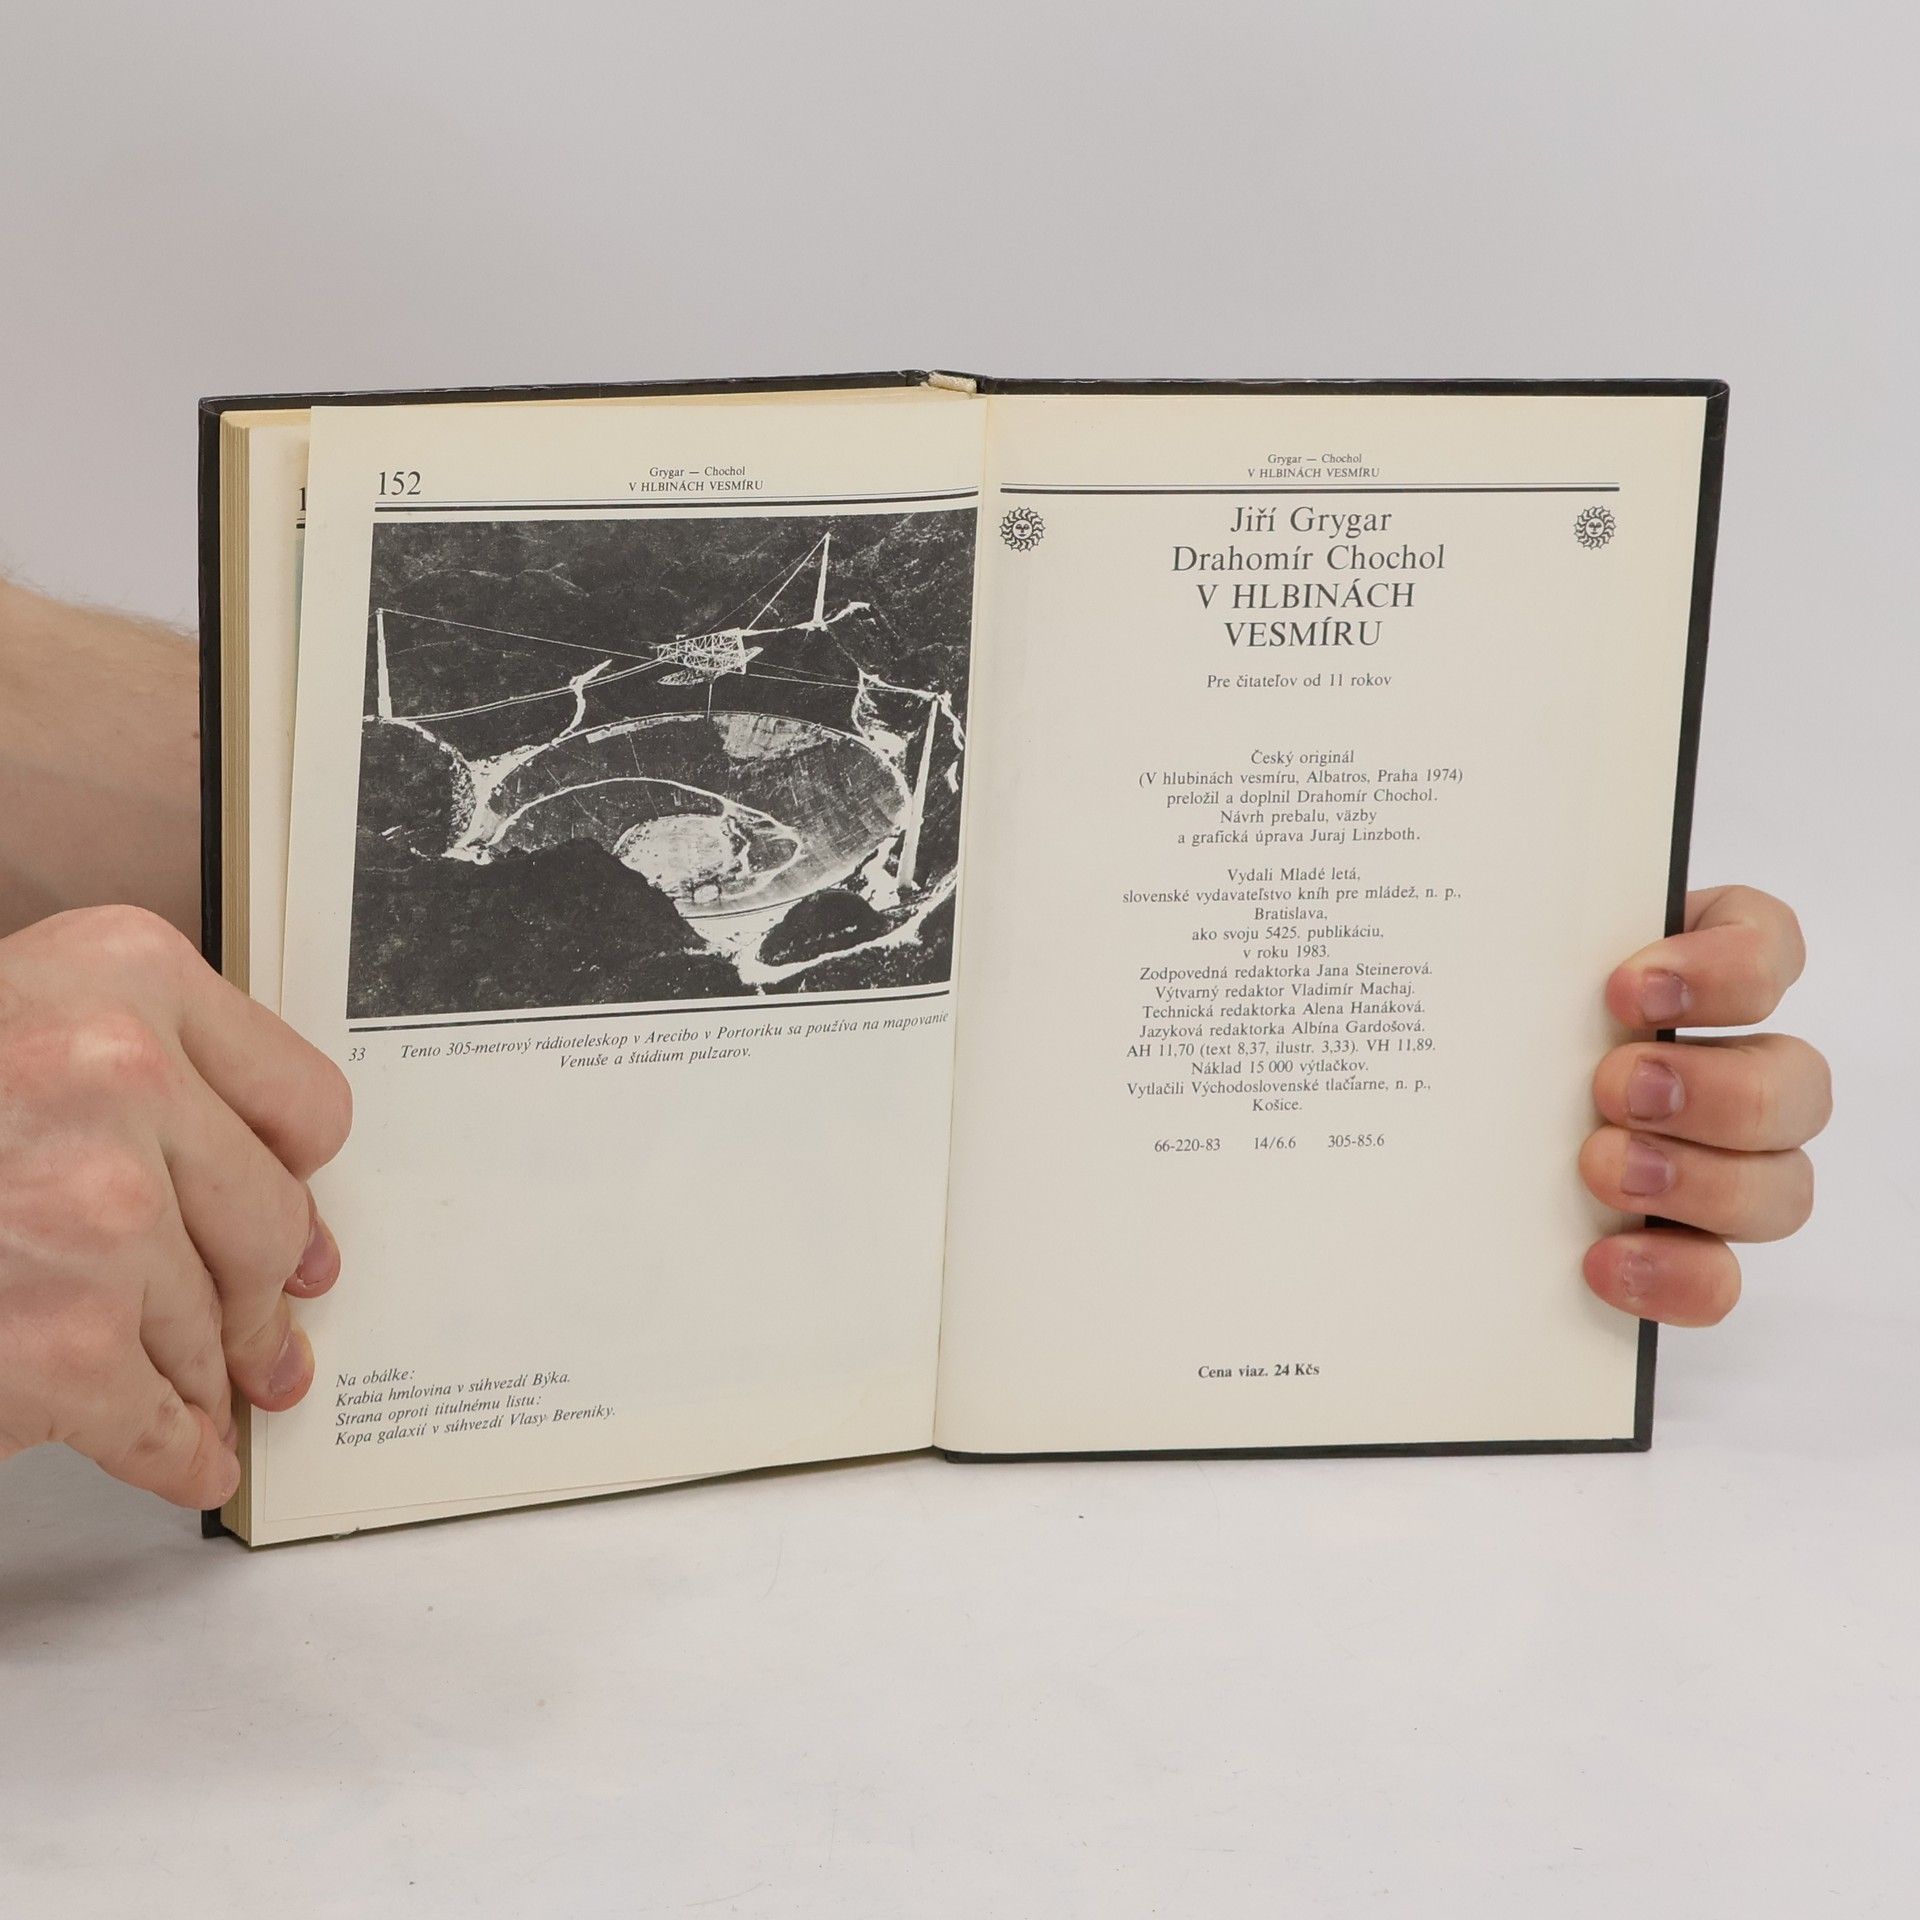 152
Grygar — Chochol
V HLBINÁCH VESMÍRU
33 Tento 305-metrový rádioteleskop v Arecibo v Portoriku sa používa na mapovanie
Venuše a štúdium pulzarov.
Na obálke:
Krabia hmlovina v súhvezdí Býka.
Strana oproti titulnému listu:
Kopa galaxií v súhvezdí Vlasy Bereniky.
Grygar — Chochol
V HLBINÁCH VESMÍRU
Jiří Grygar
Drahomír Chochol
V HLBINÁCH
VESMÍRU
Pre čitateľov od 11 rokov
Český originál
(V hlubinách vesmíru, Albatros, Praha 1974)
preložil a doplnil Drahomír Chochol.
Návrh prebalu, väzby
a grafická úprava Juraj Linzboth.
Vydali Mladé letá,
slovenské vydavateľstvo kníh pre mládež, n. p.,
Bratislava,
ako svoju 5425. publikáciu,
v roku 1983.
Zodpovedná redaktorka Jana Steinerová.
Výtvarný redaktor Vladimír Machaj.
Technická redaktorka Alena Hanáková.
Jazyková redaktorka Albína Gardošová.
AH 11,70 (text 8,37, ilustr. 3,33). VH 11,89.
Náklad 15 000 výtlačkov.
Vytlačili Východoslovenské tlačiarne, n. p.,
Košice.
66-220-83 14/6.6 305-85.6
Cena viaz. 24 Kčs